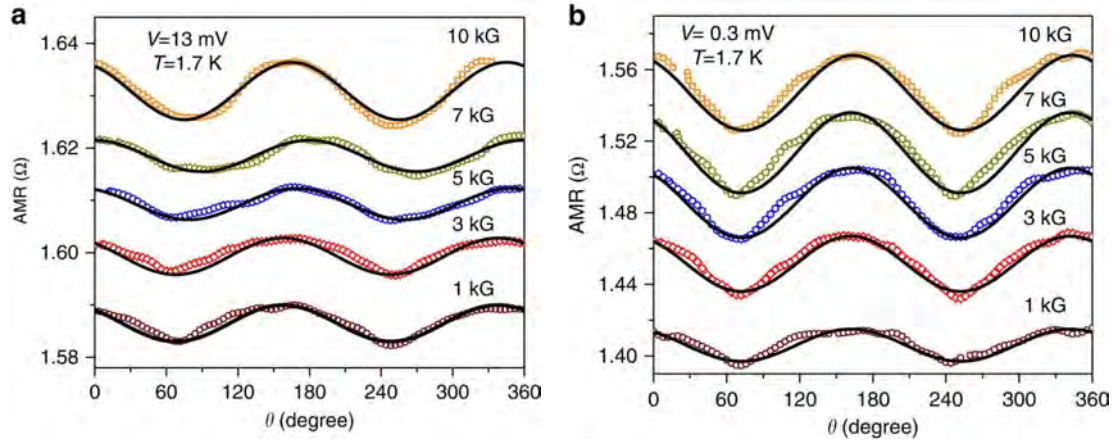 a
V=13 mV
T=1.7 K
10 kG
7 kG
5 kG
3 kG
1 kG
1.64
1.62
1.60
1.58
AMR (Ω)
0 60 120 180 240 300 360
θ (degree)
b
V= 0.3 mV
T=1.7 K
10 kG
7 kG
5 kG
3 kG
1 kG
1.56
1.52
1.48
1.44
1.40
AMR (Ω)
0 60 120 180 240 300 360
θ (degree)